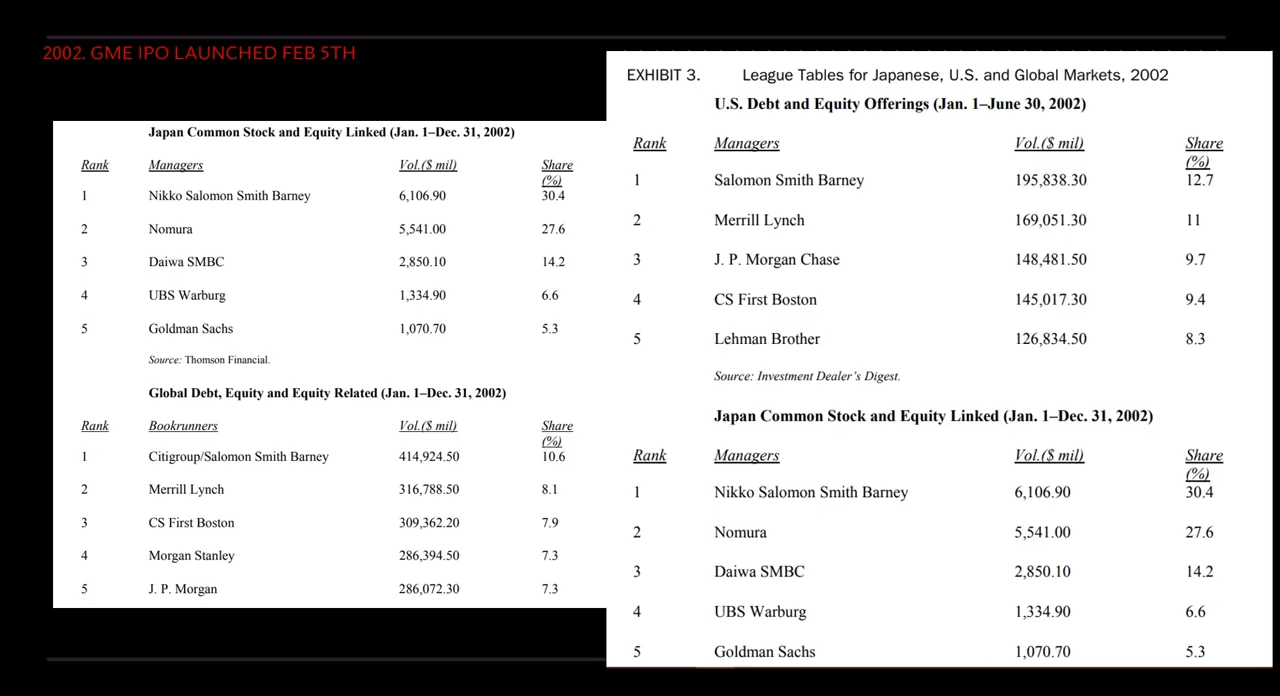 2002. GME IPO LAUNCHED FEB 5TH
Japan Common Stock and Equity Linked (Jan. 1–Dec. 31, 2002)
Rank Managers Vol.($ mil) Share
(%)
1 Nikko Salomon Smith Barney 6,106.90 30.4
2 Nomura 5,541.00 27.6
3 Daiwa SMBC 2,850.10 14.2
4 UBS Warburg 1,334.90 6.6
5 Goldman Sachs 1,070.70 5.3
Source: Thomson Financial.
Global Debt, Equity and Equity Related (Jan. 1–Dec. 31, 2002)
Rank Bookrunners Vol.($ mil) Share
(%)
1 Citigroup/Salomon Smith Barney 414,924.50 10.6
2 Merrill Lynch 316,788.50 8.1
3 CS First Boston 309,362.20 7.9
4 Morgan Stanley 286,394.50 7.3
5 J. P. Morgan 286,072.30 7.3
EXHIBIT 3. League Tables for Japanese, U.S. and Global Markets, 2002
U.S. Debt and Equity Offerings (Jan. 1–June 30, 2002)
Rank Managers Vol.($ mil) Share
(%)
1 Salomon Smith Barney 195,838.30 12.7
2 Merrill Lynch 169,051.30 11
3 J. P. Morgan Chase 148,481.50 9.7
4 CS First Boston 145,017.30 9.4
5 Lehman Brother 126,834.50 8.3
Source: Investment Dealer's Digest.
Japan Common Stock and Equity Linked (Jan. 1–Dec. 31, 2002)
Rank Managers Vol.($ mil) Share
(%)
1 Nikko Salomon Smith Barney 6,106.90 30.4
2 Nomura 5,541.00 27.6
3 Daiwa SMBC 2,850.10 14.2
4 UBS Warburg 1,334.90 6.6
5 Goldman Sachs 1,070.70 5.3